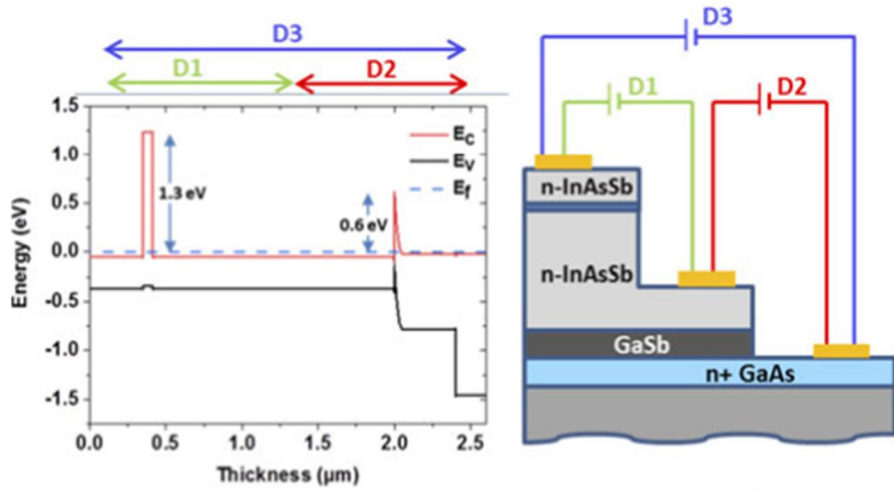 D3
D1 D2
1.5
1.0
0.5
0.0
-0.5
-1.0
-1.5
Energy (eV)
1.3 eV
0.6 eV
E_C
E_V
E_f
0.0 0.5 1.0 1.5 2.0 2.5
Thickness (μm)
D3
D1 D2
n-InAsSb
n-InAsSb
GaSb
n+ GaAs